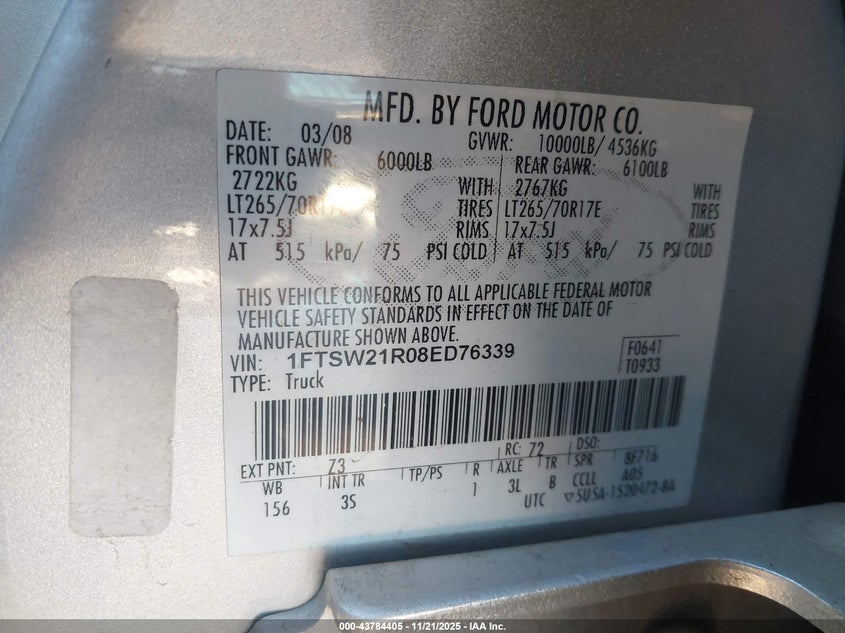 MFD. BY FORD MOTOR CO.
DATE: 03/08 GVWR: 10000LB/ 4536KG
FRONT GAWR: 6000LB REAR GAWR: 6100LB
2722KG WITH 2767KG WITH
LT265/70R17E TIRES LT265/70R17E TIRES
17x7.5J RIMS 17x7.5J RIMS
AT 515 kPa/ 75 PSI COLD AT 515 kPa/ 75 PSI COLD
THIS VEHICLE CONFORMS TO ALL APPLICABLE FEDERAL MOTOR
VEHICLE SAFETY STANDARDS IN EFFECT ON THE DATE OF
MANUFACTURE SHOWN ABOVE.
VIN: 1FTSW21R08ED76339 F0641
TYPE: Truck T0933
EXT PNT: Z3 RC: 72 DSO:
WB INT TR TP/PS R AXLE TR SPR 8F716
156 3S 1 3L B CCLL A05
UTC ▽5U5A-1520472-BA
000-43784405 - 11/21/2025 - IAA Inc.